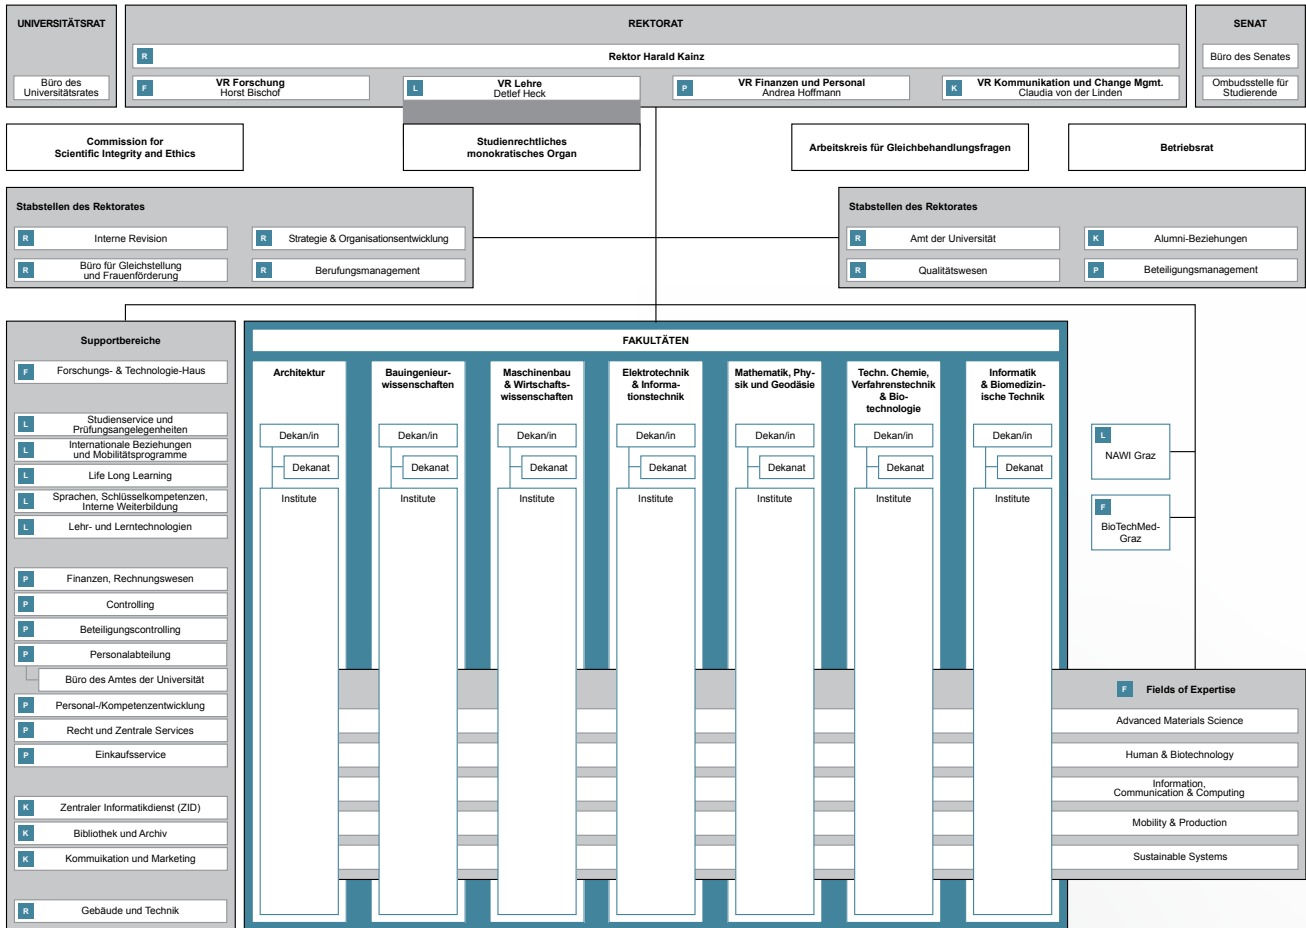 UNIVERSITÄTSRAT
Büro des
Universitätsrates
REKTORAT
R
Rektor Harald Kainz
F
VR Forschung
Horst Bischof
L
VR Lehre
Detlef Heck
P
VR Finanzen und Personal
Andrea Hoffmann
K
VR Kommunikation und Change Mgmt.
Claudia von der Linden
SENAT
Büro des Senates
Ombudsstelle für
Studierende
Commission for
Scientific Integrity and Ethics
Studienrechtliches
monokratisches Organ
Arbeitskreis für Gleichbehandlungsfragen
Betriebsrat
Stabstellen des Rektorates
R
Interne Revision
R
Strategie & Organisationsentwicklung
R
Büro für Gleichstellung
und Frauenförderung
R
Berufungsmanagement
Stabstellen des Rektorates
R
Amt der Universität
K
Alumni-Beziehungen
R
Qualitätswesen
P
Beteiligungsmanagement
Supportbereiche
F
Forschungs- & Technologie-Haus
L
Studienservice und
Prüfungsangelegenheiten
L
Internationale Beziehungen
und Mobilitätsprogramme
L
Life Long Learning
L
Sprachen, Schlüsselkompetenzen,
Interne Weiterbildung
L
Lehr- und Lerntechnologien
P
Finanzen, Rechnungswesen
P
Controlling
P
Beteiligungscontrolling
P
Personalabteilung
Büro des Amtes der Universität
P
Personal-/Kompetenzentwicklung
P
Recht und Zentrale Services
P
Einkaufsservice
K
Zentraler Informatikdienst (ZID)
K
Bibliothek und Archiv
K
Kommuikation und Marketing
R
Gebäude und Technik
FAKULTÄTEN
Architektur
Dekan/in
Dekanat
Institute
Bauingenieur-
wissenschaften
Dekan/in
Dekanat
Institute
Maschinenbau
& Wirtschafts-
wissenschaften
Dekan/in
Dekanat
Institute
Elektrotechnik
& Informa-
tionstechnik
Dekan/in
Dekanat
Institute
Mathematik, Phy-
sik und Geodäsie
Dekan/in
Dekanat
Institute
Techn. Chemie,
Verfahrenstechnik
& Bio-
technologie
Dekan/in
Dekanat
Institute
Informatik
& Biomedizin-
ische Technik
Dekan/in
Dekanat
Institute
L
NAWI Graz
F
BioTechMed-
Graz
F
Fields of Expertise
Advanced Materials Science
Human & Biotechnology
Information,
Communication & Computing
Mobility & Production
Sustainable Systems